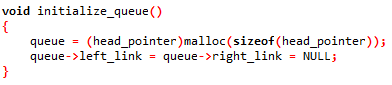 void initialize_queue()
{
    queue = (head_pointer)malloc(sizeof(head_pointer));
    queue->left_link = queue->right_link = NULL;
}